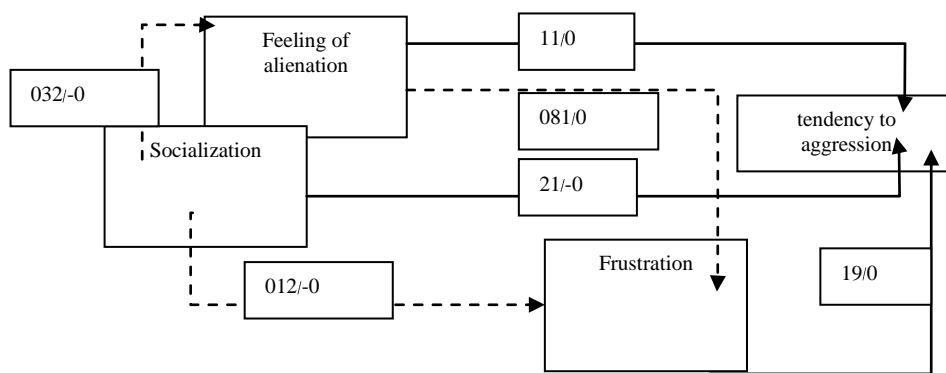 Feeling of
alienation
11/0
032/-0
081/0
tendency to
aggression
Socialization
21/-0
Frustration
012/-0
19/0